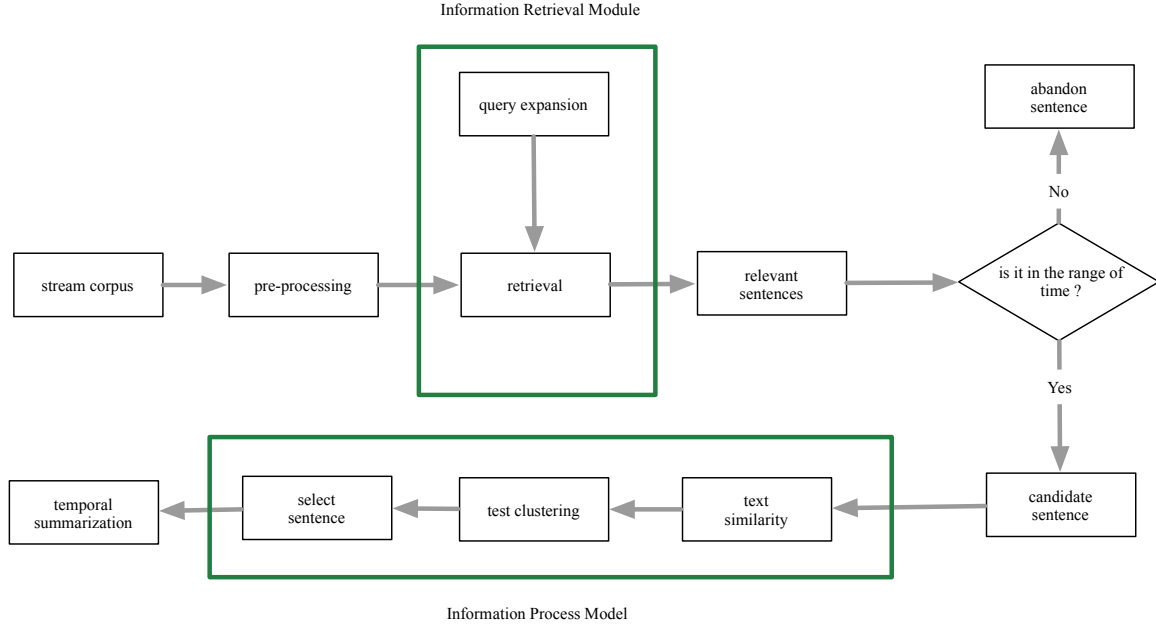 Information Retrieval Module
query expansion
abandon
sentence
No
stream corpus
pre-processing
retrieval
relevant
sentences
is it in the range of
time ?
Yes
temporal
summarization
select
sentence
test clustering
text
similarity
candidate
sentence
Information Process Model